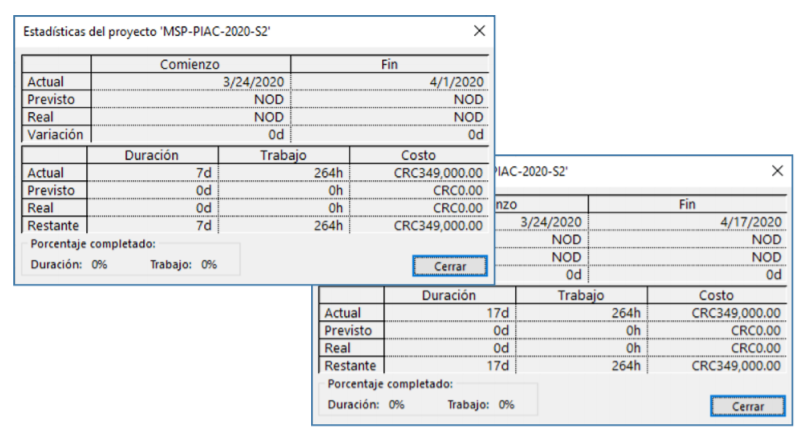 Estadísticas del proyecto 'MSP-PIAC-2020-S2'
Comienzo Fin
Actual 3/24/2020 4/1/2020
Previsto NOD NOD
Real NOD NOD
Variación 0d 0d
Duración Trabajo Costo
Actual 7d 264h CRC349,000.00
Previsto 0d 0h CRC0.00
Real 0d 0h CRC0.00
Restante 7d 264h CRC349,000.00
Porcentaje completado:
Duración: 0% Trabajo: 0%
Cerrar
PIAC-2020-S2'
nzo Fin
3/24/2020 4/17/2020
NOD NOD
NOD NOD
0d 0d
Duración Trabajo Costo
Actual 17d 264h CRC349,000.00
Previsto 0d 0h CRC0.00
Real 0d 0h CRC0.00
Restante 17d 264h CRC349,000.00
Porcentaje completado:
Duración: 0% Trabajo: 0%
Cerrar